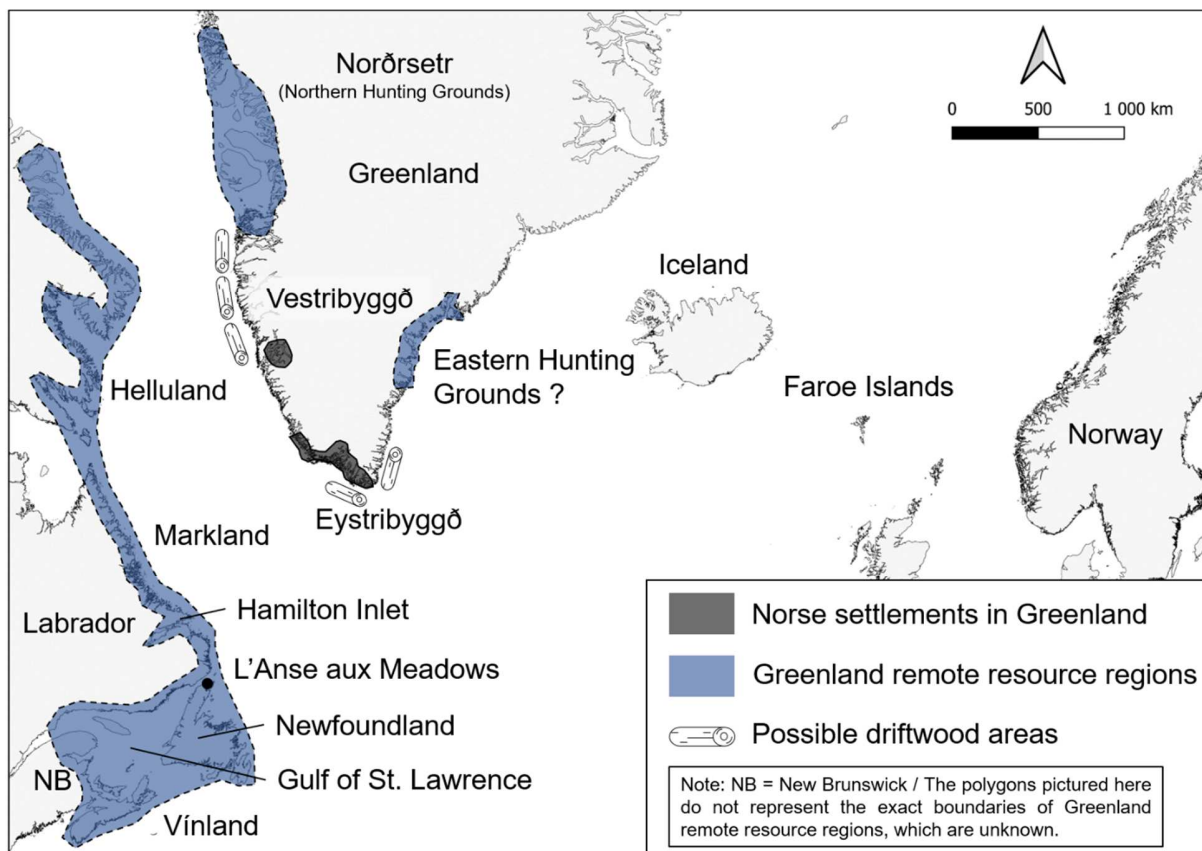 Norðrsetr
(Northern Hunting Grounds)
0 500 1 000 km
Greenland
Iceland
Vestribyggð
Eastern Hunting
Grounds ?
Helluland
Faroe Islands
Norway
Eystribyggð
Markland
Hamilton Inlet
Labrador
L'Anse aux Meadows
Newfoundland
NB
Gulf of St. Lawrence
Vínland
Norse settlements in Greenland
Greenland remote resource regions
Possible driftwood areas
Note: NB = New Brunswick / The polygons pictured here
do not represent the exact boundaries of Greenland
remote resource regions, which are unknown.